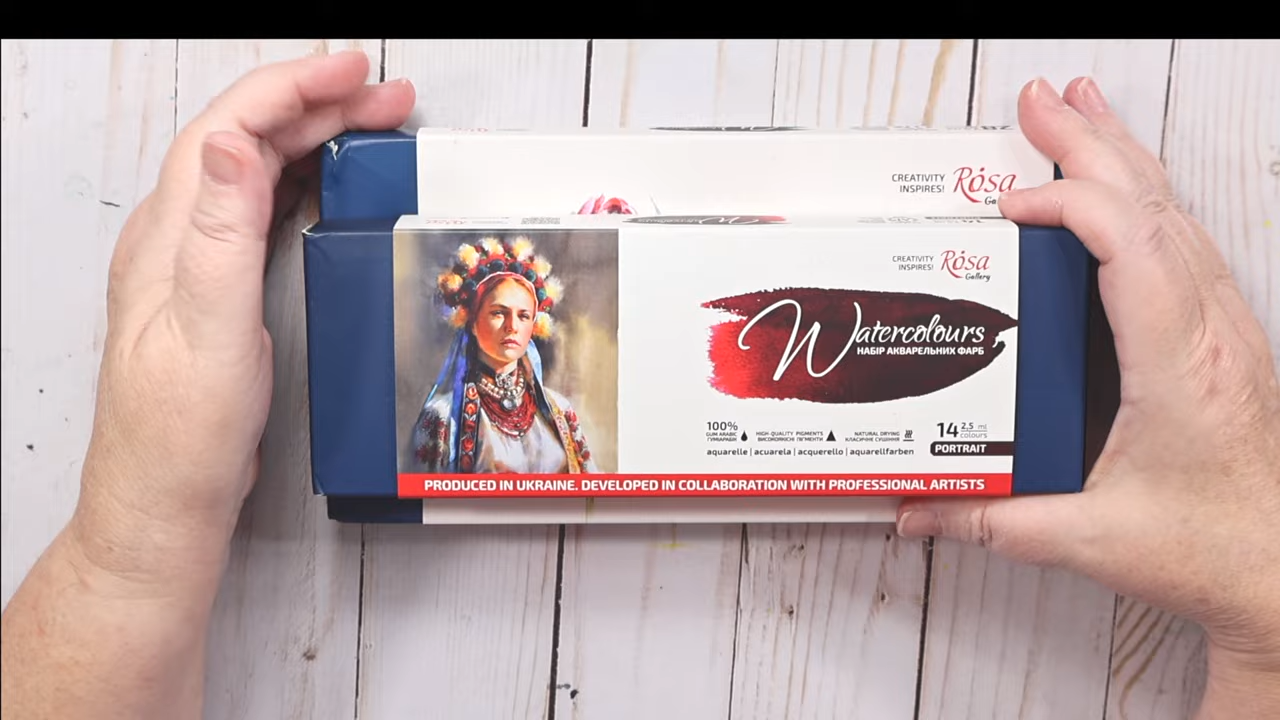 28
CREATIVITY
INSPIRES!
Rósa
14
CREATIVITY
INSPIRES!
Rósa
Gallery
Watercolours
НАБІР АКВАРЕЛЬНИХ ФАРБ
100%
GUM ARABIC
ГУМІАРАБІК
HIGH-QUALITY PIGMENTS
ВИСОКОЯКІСНІ ПІГМЕНТИ
NATURAL DRYING
КЛАСИЧНЕ СУШІННЯ
14 2,5 ml
colours
aquarelle | acuarela | acquerello | aquarellfarben
PORTRAIT
PRODUCED IN UKRAINE. DEVELOPED IN COLLABORATION WITH PROFESSIONAL ARTISTS